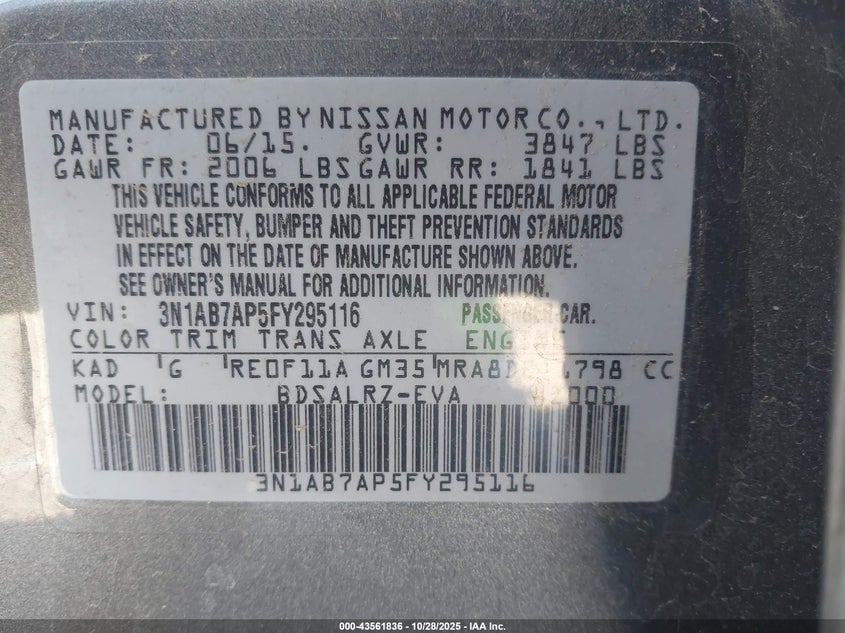 MANUFACTURED BY NISSAN MOTOR CO., LTD.
DATE: 06/15. GVWR: 3847 LBS
GAWR FR: 2006 LBS GAWR RR: 1841 LBS
THIS VEHICLE CONFORMS TO ALL APPLICABLE FEDERAL MOTOR
VEHICLE SAFETY, BUMPER AND THEFT PREVENTION STANDARDS
IN EFFECT ON THE DATE OF MANUFACTURE SHOWN ABOVE.
SEE OWNER'S MANUAL FOR ADDITIONAL INFORMATION.
VIN: 3N1AB7AP5FY295116 PASSENGER CAR.
COLOR TRIM TRANS AXLE
KAD G RE0F11A GM35 CC
MODEL: BDSALRZ-EVA
3N1AB7AP5FY295116
000-43561836 | 10/28/2025 - IAA Inc.